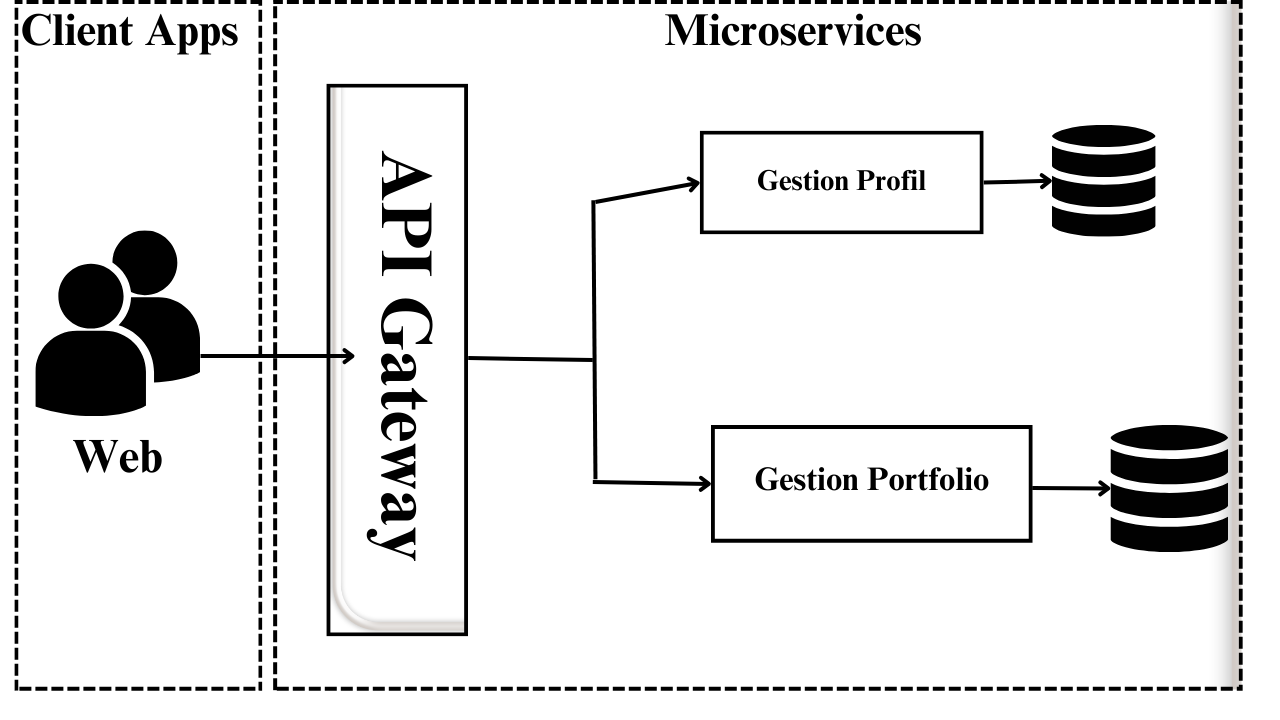 Client Apps
Microservices
API Gateway
Gestion Profil
Web
Gestion Portfolio